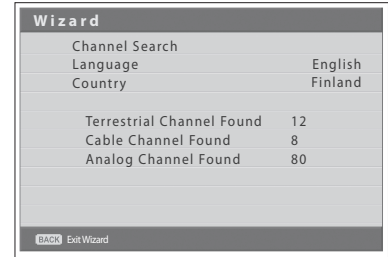 Wizard
Channel Search
Language English
Country Finland
Terrestrial Channel Found 12
Cable Channel Found 8
Analog Channel Found 80
BACK Exit Wizard